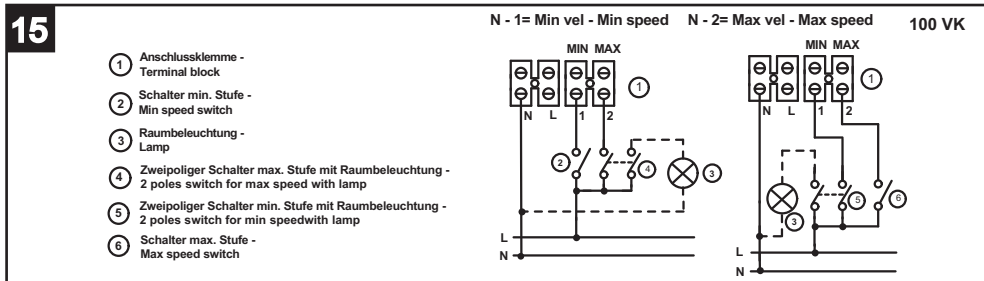 15
1
Anschlussklemme -
Terminal block
2
Schalter min. Stufe -
Min speed switch
3
Raumbeleuchtung -
Lamp
4
Zweipoliger Schalter max. Stufe mit Raumbeleuchtung -
2 poles switch for max speed with lamp
5
Zweipoliger Schalter min. Stufe mit Raumbeleuchtung -
2 poles switch for min speedwith lamp
6
Schalter max. Stufe -
Max speed switch
N - 1= Min vel - Min speed
MIN MAX
1
N L 1 2
2 4 3
L
N
N - 2= Max vel - Max speed
MIN MAX
1
N L 1 2
3 5 6
L
N
100 VK